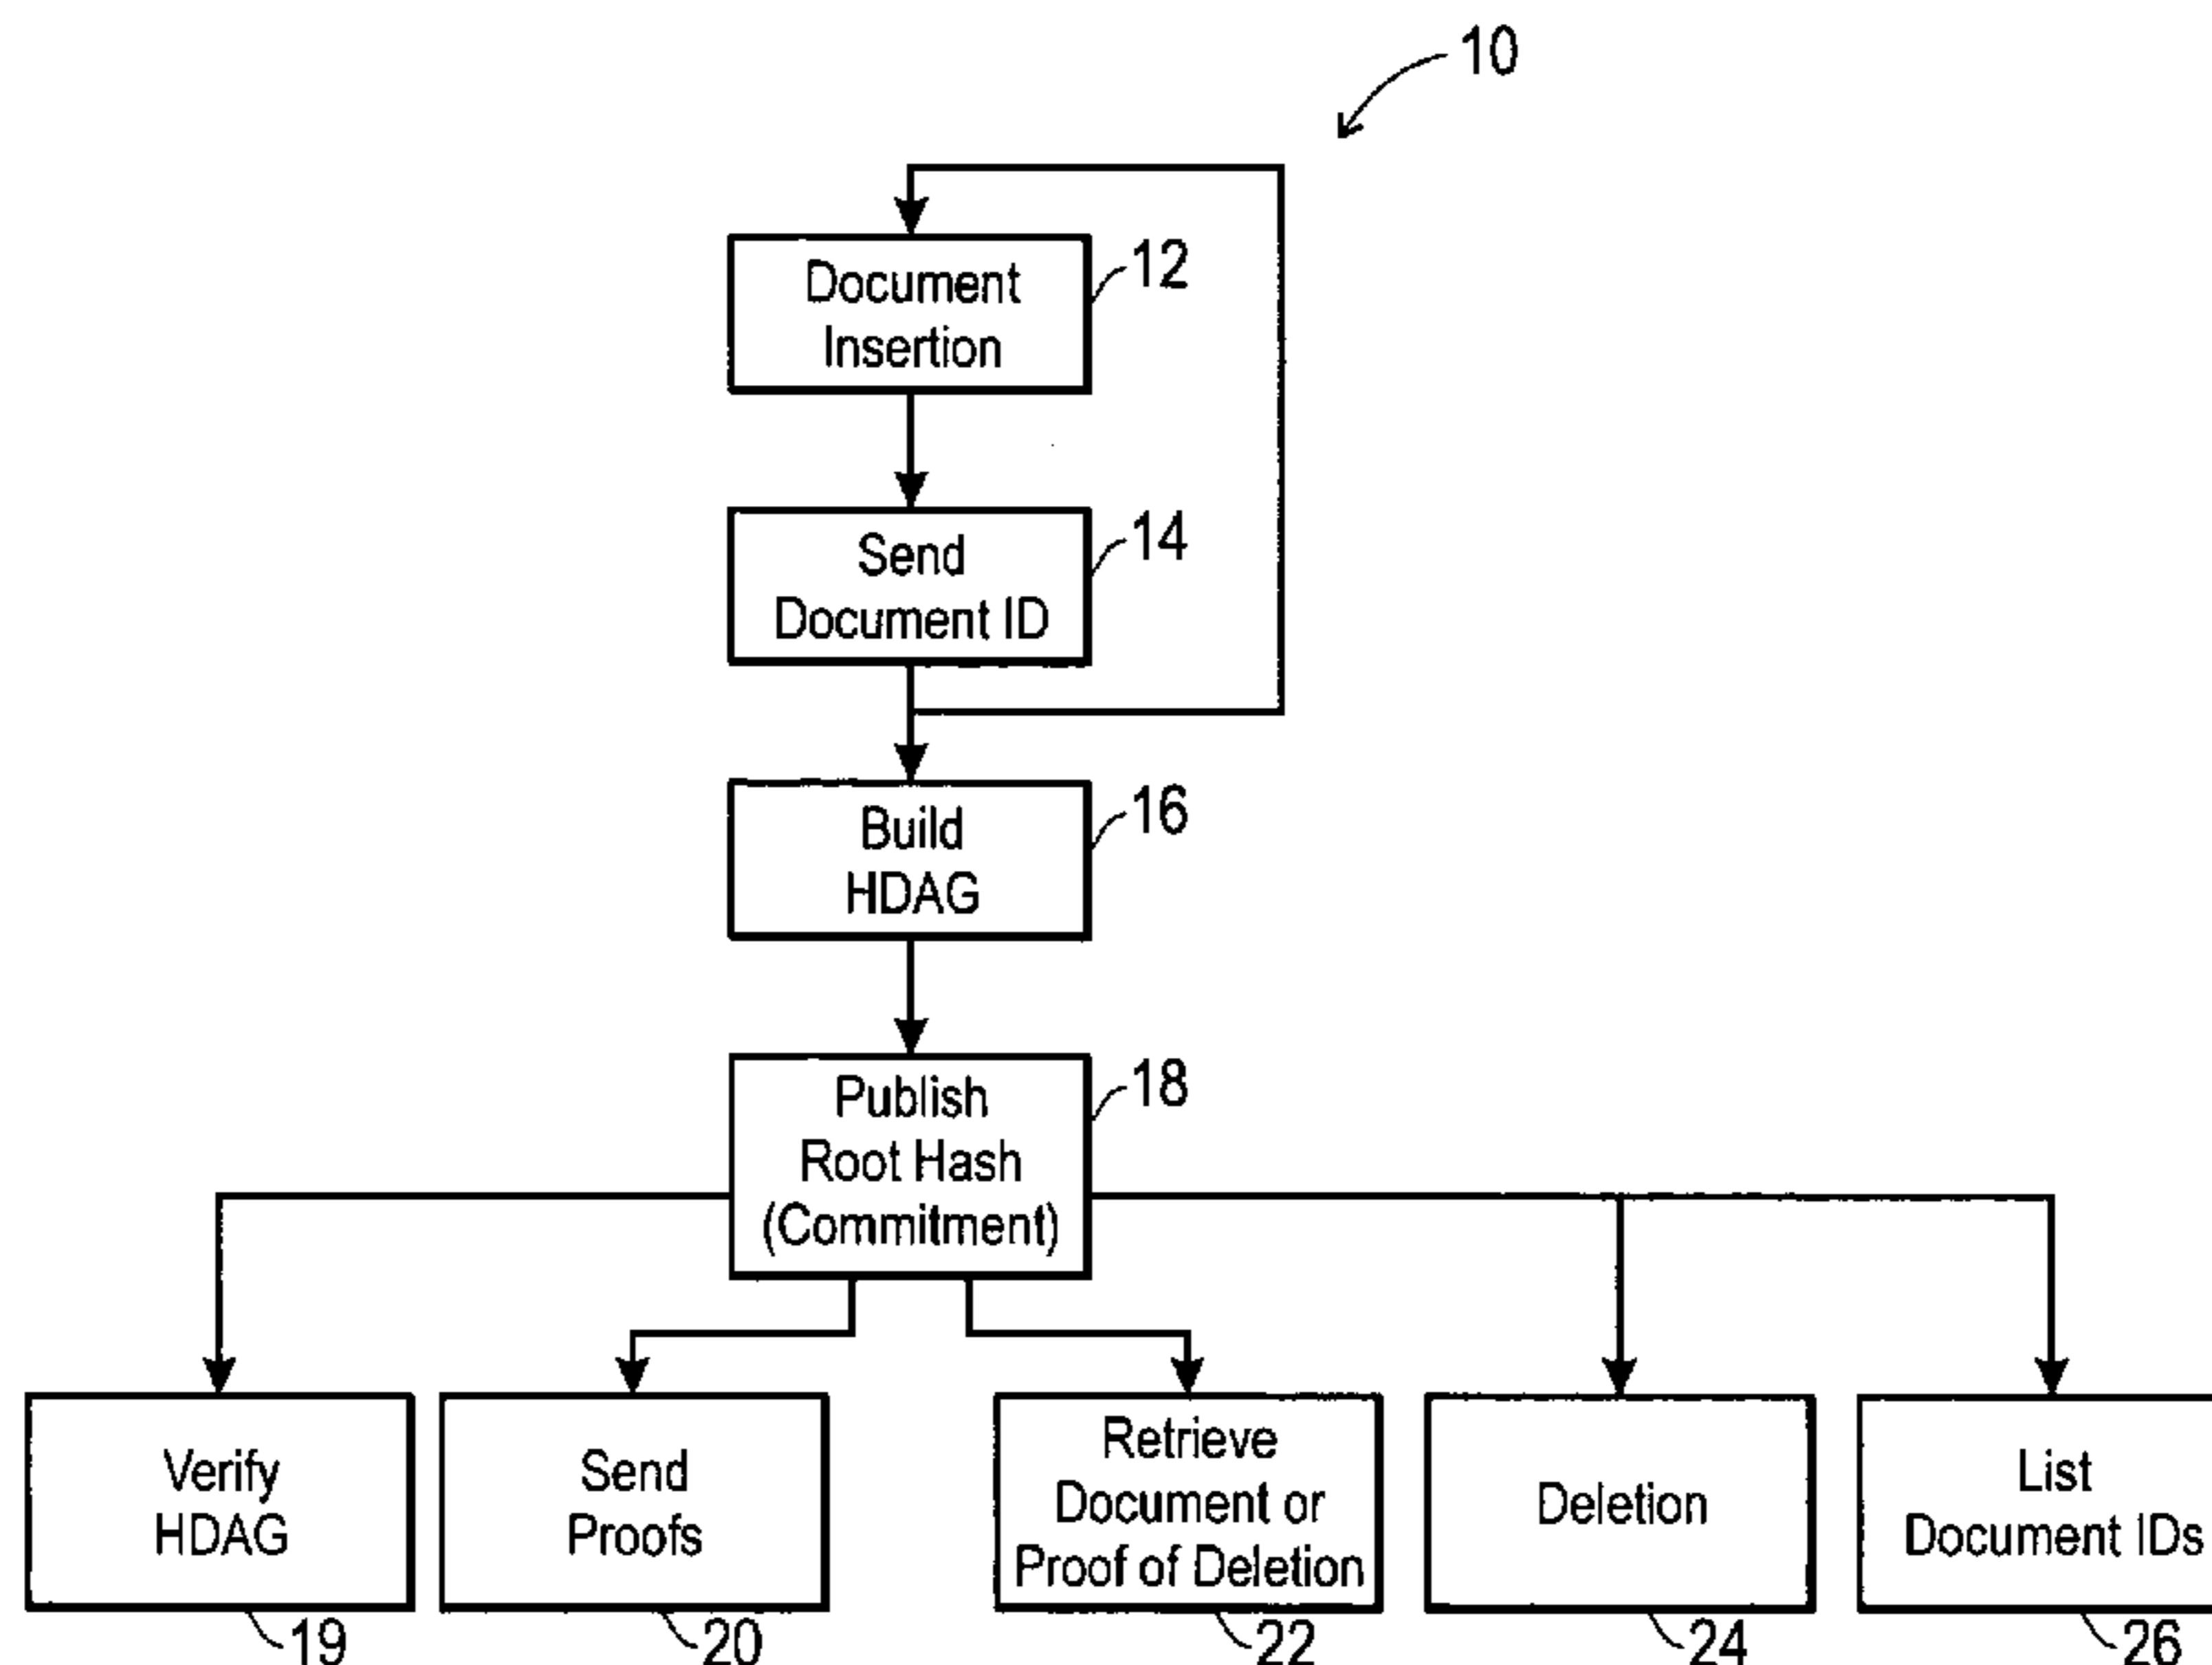 10
Document
Insertion
12
Send
Document ID
14
Build
HDAG
16
Publish
Root Hash
(Commitment)
18
Verify
HDAG
19
Send
Proofs
20
Retrieve
Document or
Proof of Deletion
22
Deletion
24
List
Document IDs
26